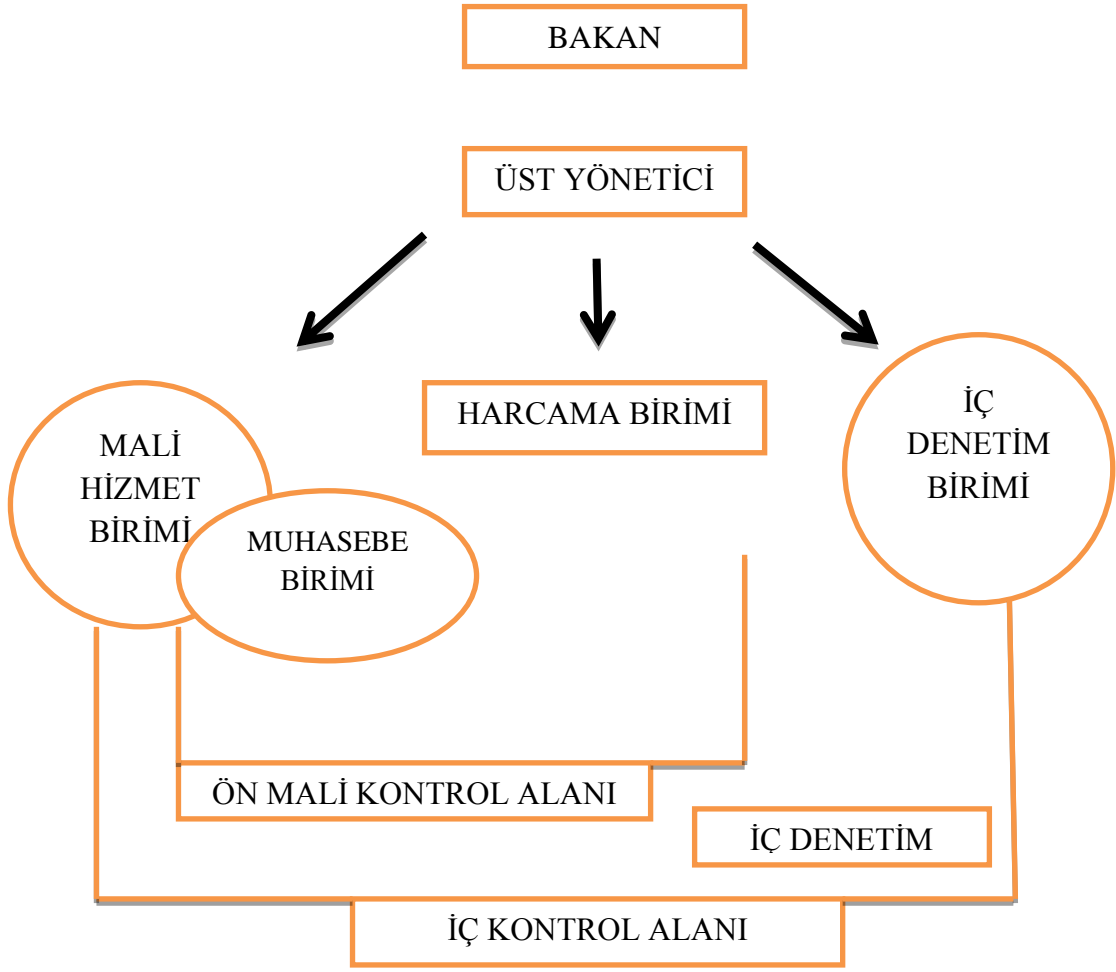 BAKAN
ÜST YÖNETİCİ
MALİ
HİZMET
BİRİMİ
MUHASEBE
BİRİMİ
HARCAMA BİRİMİ
İÇ
DENETİM
BİRİMİ
ÖN MALİ KONTROL ALANI
İÇ DENETİM
İÇ KONTROL ALANI